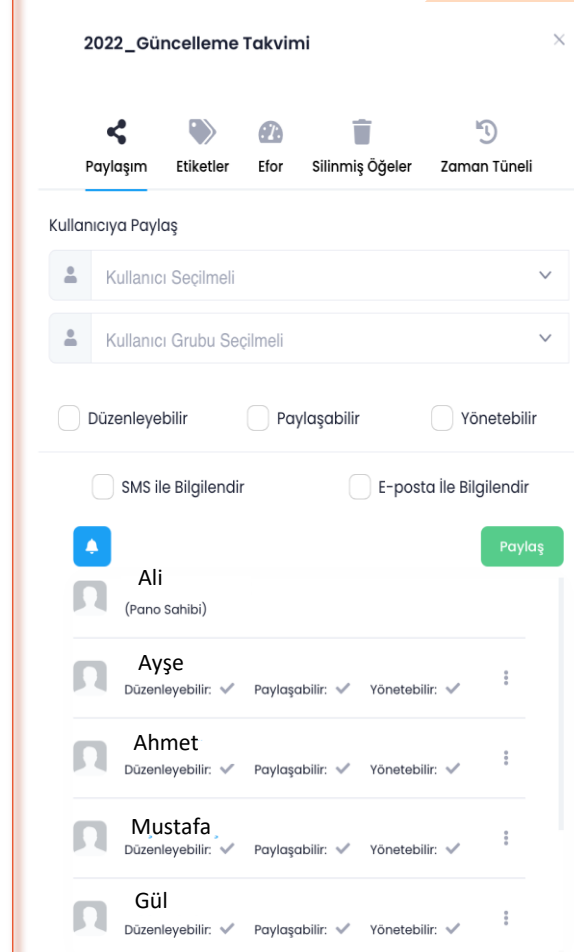 2022_Güncelleme Takvimi
Paylaşım Etiketler Efor Silinmiş Öğeler Zaman Tüneli
Kullanıcıya Paylaş
Kullanıcı Seçilmeli
Kullanıcı Grubu Seçilmeli
Düzenleyebilir Paylaşabilir Yönetebilir
SMS ile Bilgilendir E-posta İle Bilgilendir
Paylaş
Ali
(Pano Sahibi)
Ayşe
Düzenleyebilir: Paylaşabilir: Yönetebilir:
Ahmet
Düzenleyebilir: Paylaşabilir: Yönetebilir:
Mustafa
Düzenleyebilir: Paylaşabilir: Yönetebilir:
Gül
Düzenleyebilir: Paylaşabilir: Yönetebilir: